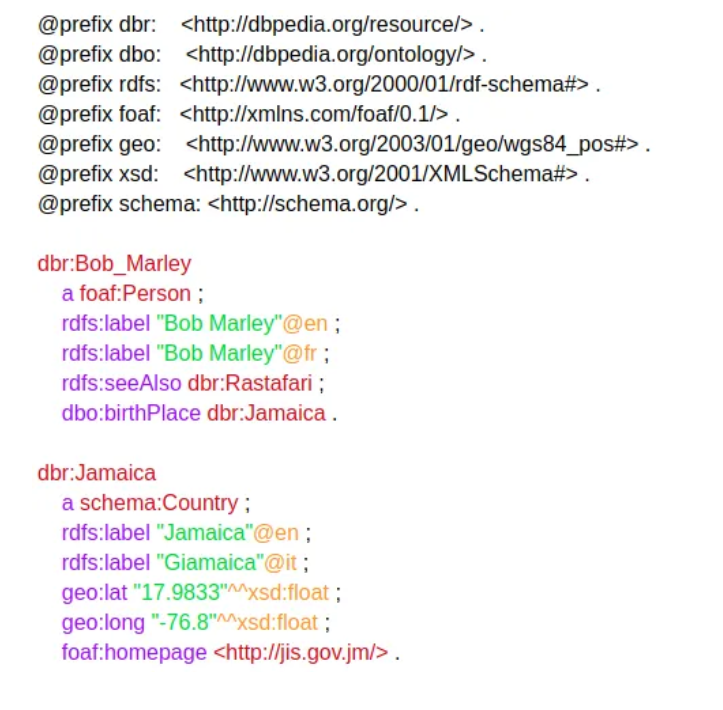 @prefix dbr: <http://dbpedia.org/resource/> .
@prefix dbo: <http://dbpedia.org/ontology/> .
@prefix rdfs: <http://www.w3.org/2000/01/rdf-schema#> .
@prefix foaf: <http://xmlns.com/foaf/0.1/> .
@prefix geo: <http://www.w3.org/2003/01/geo/wgs84_pos#> .
@prefix xsd: <http://www.w3.org/2001/XMLSchema#> .
@prefix schema: <http://schema.org/> .

dbr:Bob_Marley
a foaf:Person ;
rdfs:label "Bob Marley"@en ;
rdfs:label "Bob Marley"@fr ;
rdfs:seeAlso dbr:Rastafari ;
dbo:birthPlace dbr:Jamaica .

dbr:Jamaica
a schema:Country ;
rdfs:label "Jamaica"@en ;
rdfs:label "Giamaica"@it ;
geo:lat "17.9833"^^xsd:float ;
geo:long "-76.8"^^xsd:float ;
foaf:homepage <http://jis.gov.jm/> .